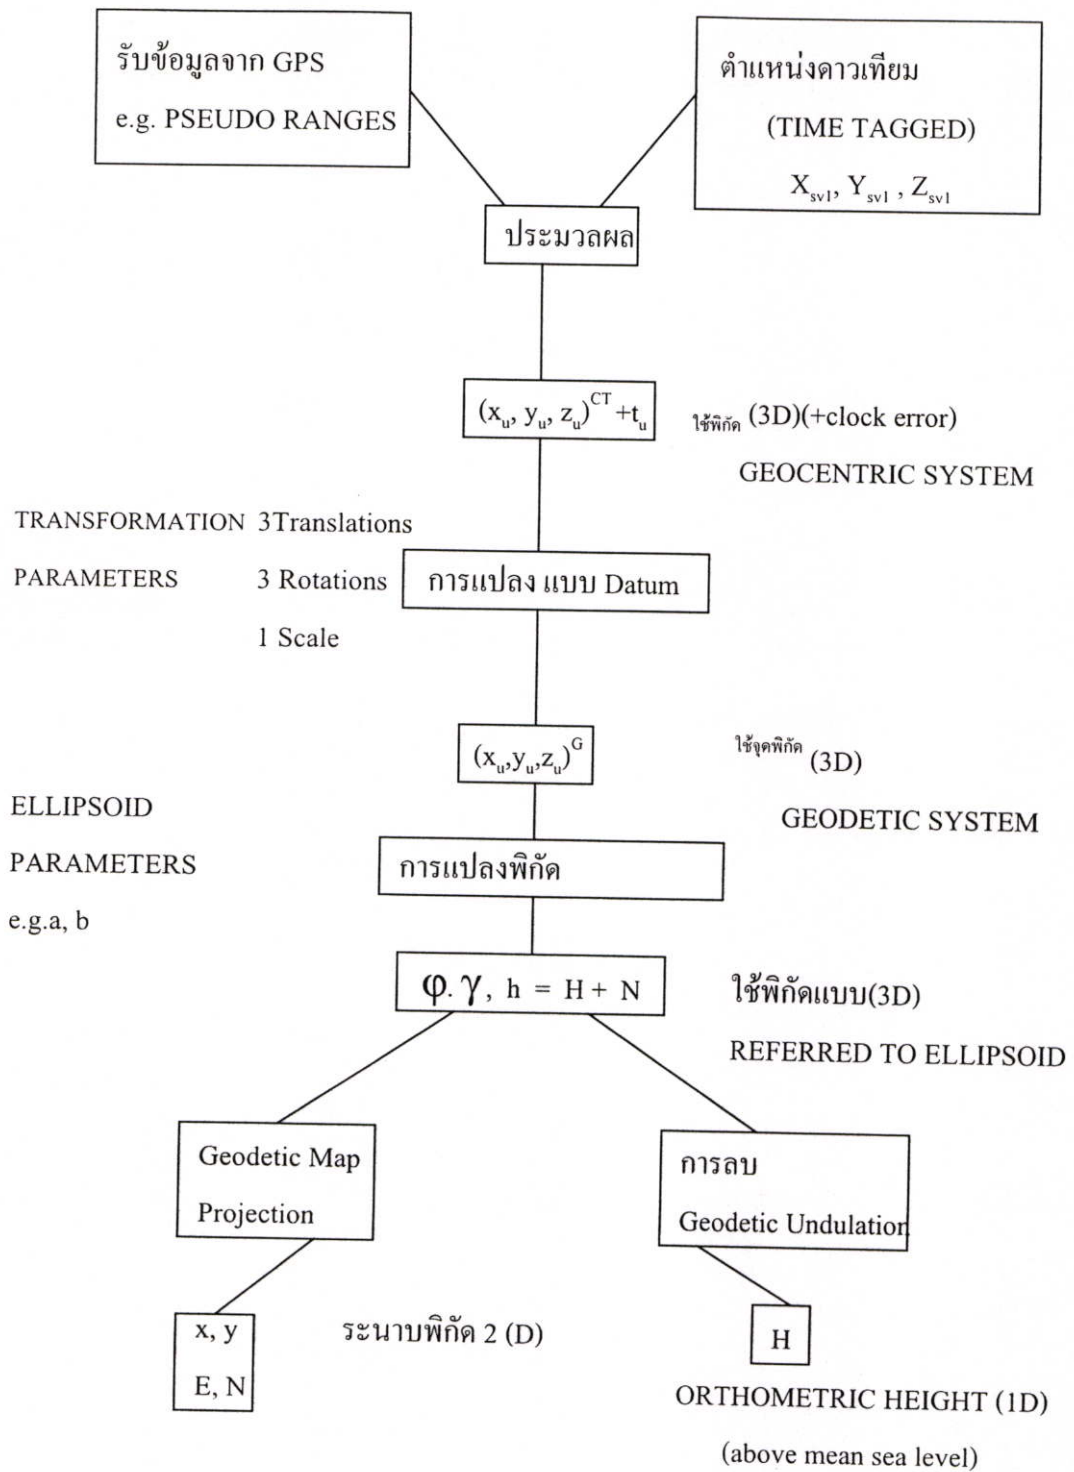 รับข้อมูลจาก GPS
e.g. PSEUDO RANGES
ตำแหน่งดาวเทียม
(TIME TAGGED)
Xsv1, Ysv1 , Zsv1
ประมวลผล
(xu, yu, zu)CT +tu
ใช้พิกัด (3D)(+clock error)
GEOCENTRIC SYSTEM
TRANSFORMATION 3Translations
PARAMETERS 3 Rotations
1 Scale
การแปลง แบบ Datum
(xu,yu,zu)G
ใช้จุดพิกัด (3D)
GEODETIC SYSTEM
ELLIPSOID
PARAMETERS
e.g.a, b
การแปลงพิกัด
φ. γ, h = H + N
ใช้พิกัดแบบ(3D)
REFERRED TO ELLIPSOID
Geodetic Map
Projection
การลบ
Geodetic Undulation
x, y
E, N
ระนาบพิกัด 2 (D)
H
ORTHOMETRIC HEIGHT (1D)
(above mean sea level)